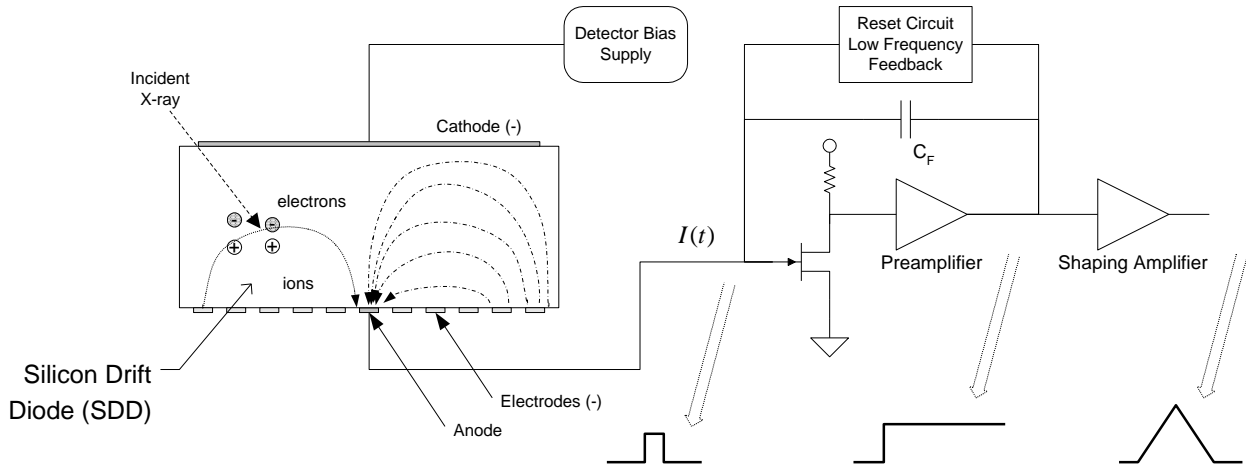 Detector Bias
Supply
Reset Circuit
Low Frequency
Feedback
Incident
X-ray
Cathode (-)
C_F
electrons
- -
+ +
ions
I(t)
Preamplifier
Shaping Amplifier
Silicon Drift
Diode (SDD)
Electrodes (-)
Anode